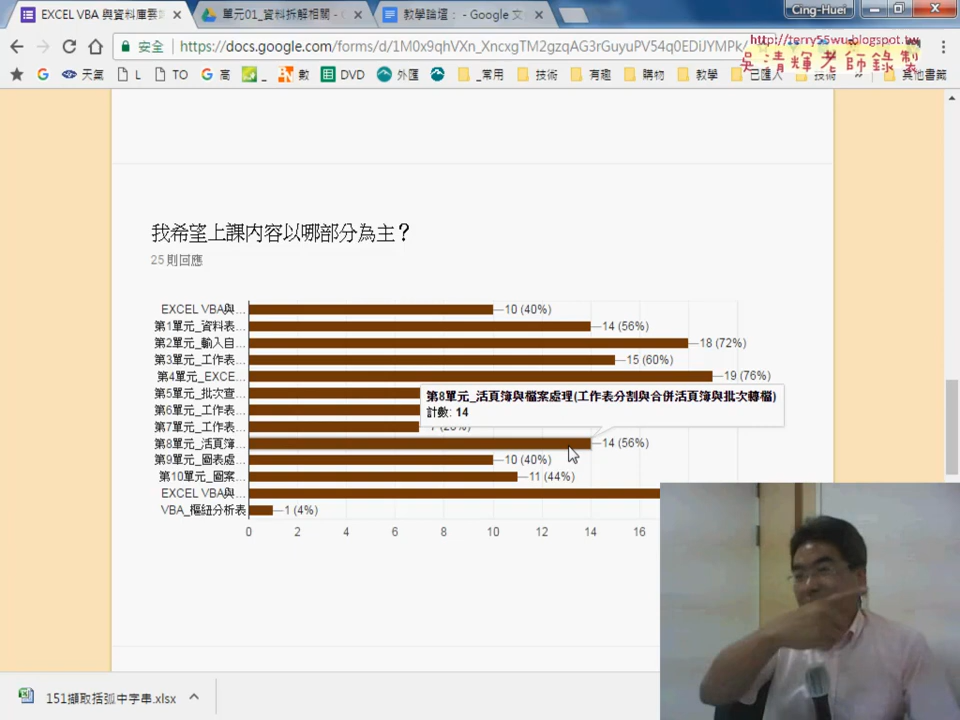 EXCEL VBA 與資料庫雲端
單元01_資料拆解相關 - G
教學論壇： - Google 文
Cing-Huei
安全
https://docs.google.com/forms/d/1M0x9qhVXn_XncxgTM2gzqAG3rGuyuPV54q0EDlJYMPk/
http://terry55wu.blogspot.tw
吳清輝老師錄製
天氣
L
TO
高
數
DVD
外匯
_常用
技術
有趣
購物
教學
已匯入
技術
其他書籤
我希望上課內容以哪部分為主？
25 則回應
EXCEL VBA與...
10 (40%)
第1單元_資料表...
14 (56%)
第2單元_輸入自...
18 (72%)
第3單元_工作表...
15 (60%)
第4單元_EXCE...
19 (76%)
第5單元_批次查...
第6單元_工作表...
第7單元_工作表...
第8單元_活頁簿與檔案處理(工作表分割與合併活頁簿與批次轉檔)
計數: 14
第8單元_活頁簿...
14 (56%)
第9單元_圖表處...
10 (40%)
第10單元_圖案...
11 (44%)
EXCEL VBA與...
VBA_樞紐分析表
1 (4%)
0 2 4 6 8 10 12 14 16
151擷取括弧中字串.xlsx